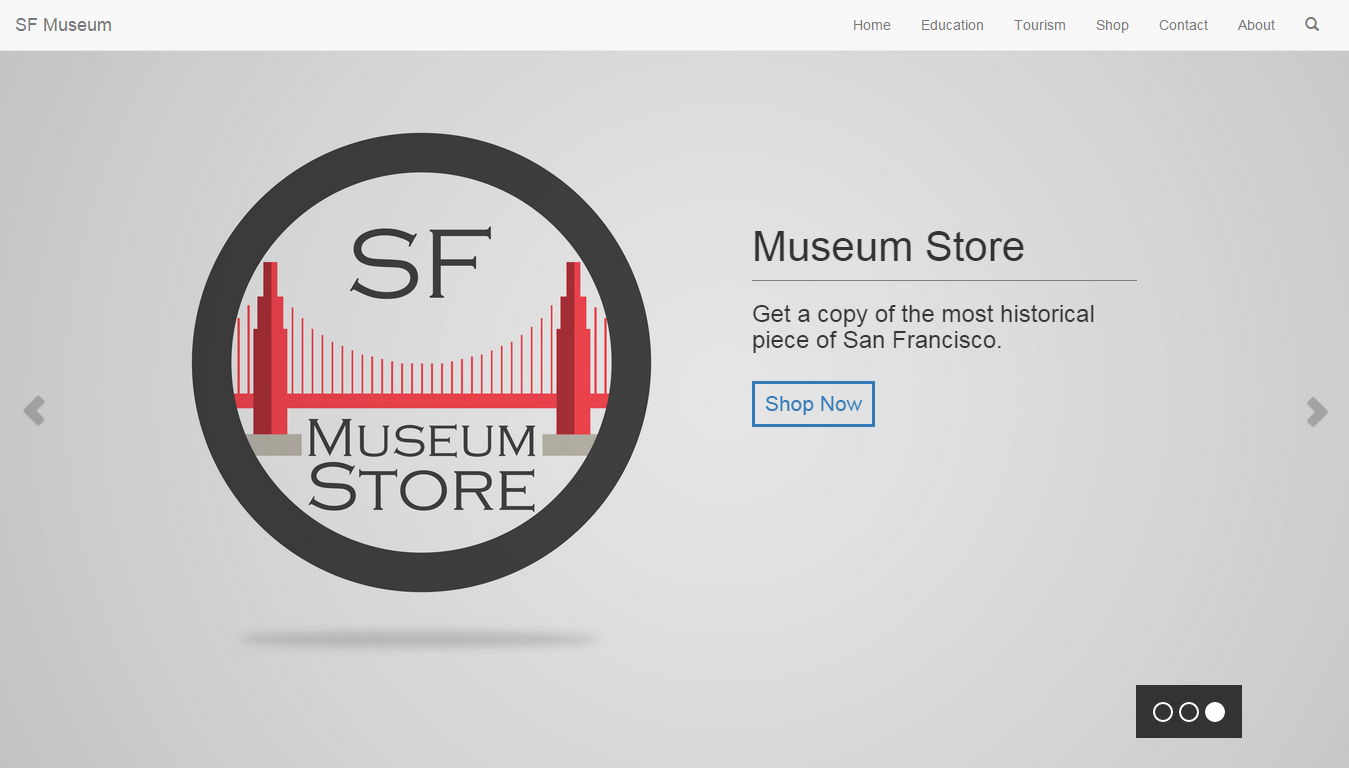 SF Museum
Home Education Tourism Shop Contact About
SF
MUSEUM
STORE
Museum Store
Get a copy of the most historical
piece of San Francisco.
Shop Now